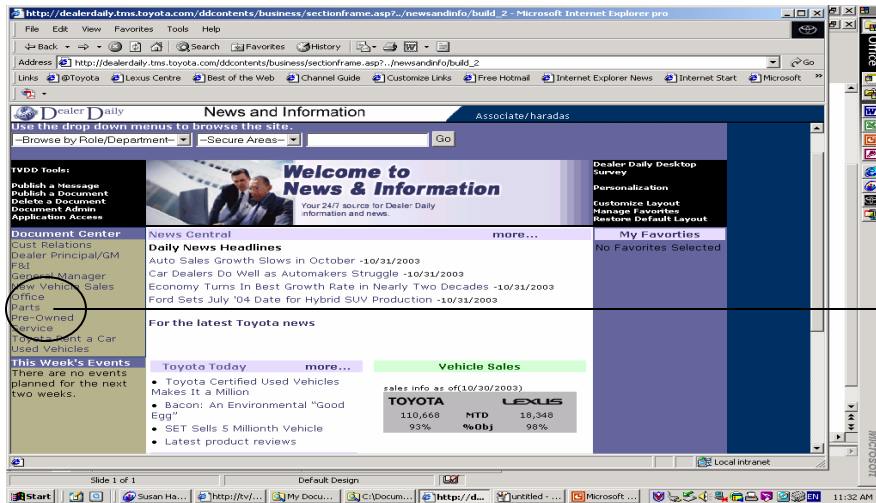 http://dealerdaily.tms.toyota.com/ddcontents/business/sectionframe.asp?../newsandinfo/build_2 - Microsoft Internet Explorer pro
File Edit View Favorites Tools Help
Back Search Favorites History
Address http://dealerdaily.tms.toyota.com/ddcontents/business/sectionframe.asp?../newsandinfo/build_2 Go
Links @Toyota Lexus Centre Best of the Web Channel Guide Customize Links Free Hotmail Internet Explorer News Internet Start Microsoft »
Dealer Daily News and Information Associate/haradas
Use the drop down menus to browse the site.
--Browse by Role/Department-- --Secure Areas-- Go
TVDD Tools:
Publish a Message
Publish a Document
Delete a Document
Document Admin
Application Access
Welcome to
News & Information
Your 24/7 source for Dealer Daily
information and news.
Dealer Daily Desktop
Survey
Personalization
Customize Layout
Manage Favorites
Restore Default Layout
Document Center
Cust Relations
Dealer Principal/GM
F&I
General Manager
New Vehicle Sales
Office
Parts
Pre-Owned
Service
Toyota Rent a Car
Used Vehicles
This Week's Events
There are no events
planned for the next
two weeks.
News Central more...
Daily News Headlines
Auto Sales Growth Slows in October -10/31/2003
Car Dealers Do Well as Automakers Struggle -10/31/2003
Economy Turns In Best Growth Rate in Nearly Two Decades -10/31/2003
Ford Sets July '04 Date for Hybrid SUV Production -10/31/2003
For the latest Toyota news
My Favorties
No Favorites Selected
Toyota Today more...
• Toyota Certified Used Vehicles
Makes It a Million
• Bacon: An Environmental "Good
Egg"
• SET Sells 5 Millionth Vehicle
• Latest product reviews
Vehicle Sales
sales info as of(10/30/2003)
TOYOTA LEXUS
110,668 MTD 18,348
93% %Obj 98%
Local intranet
Office
MICROSOFT
Slide 1 of 1 Default Design
Start Susan Ha... http://tv/... My Docu... C:\Docum... http://d... untitled - ... Microsoft ... EN 11:32 AM